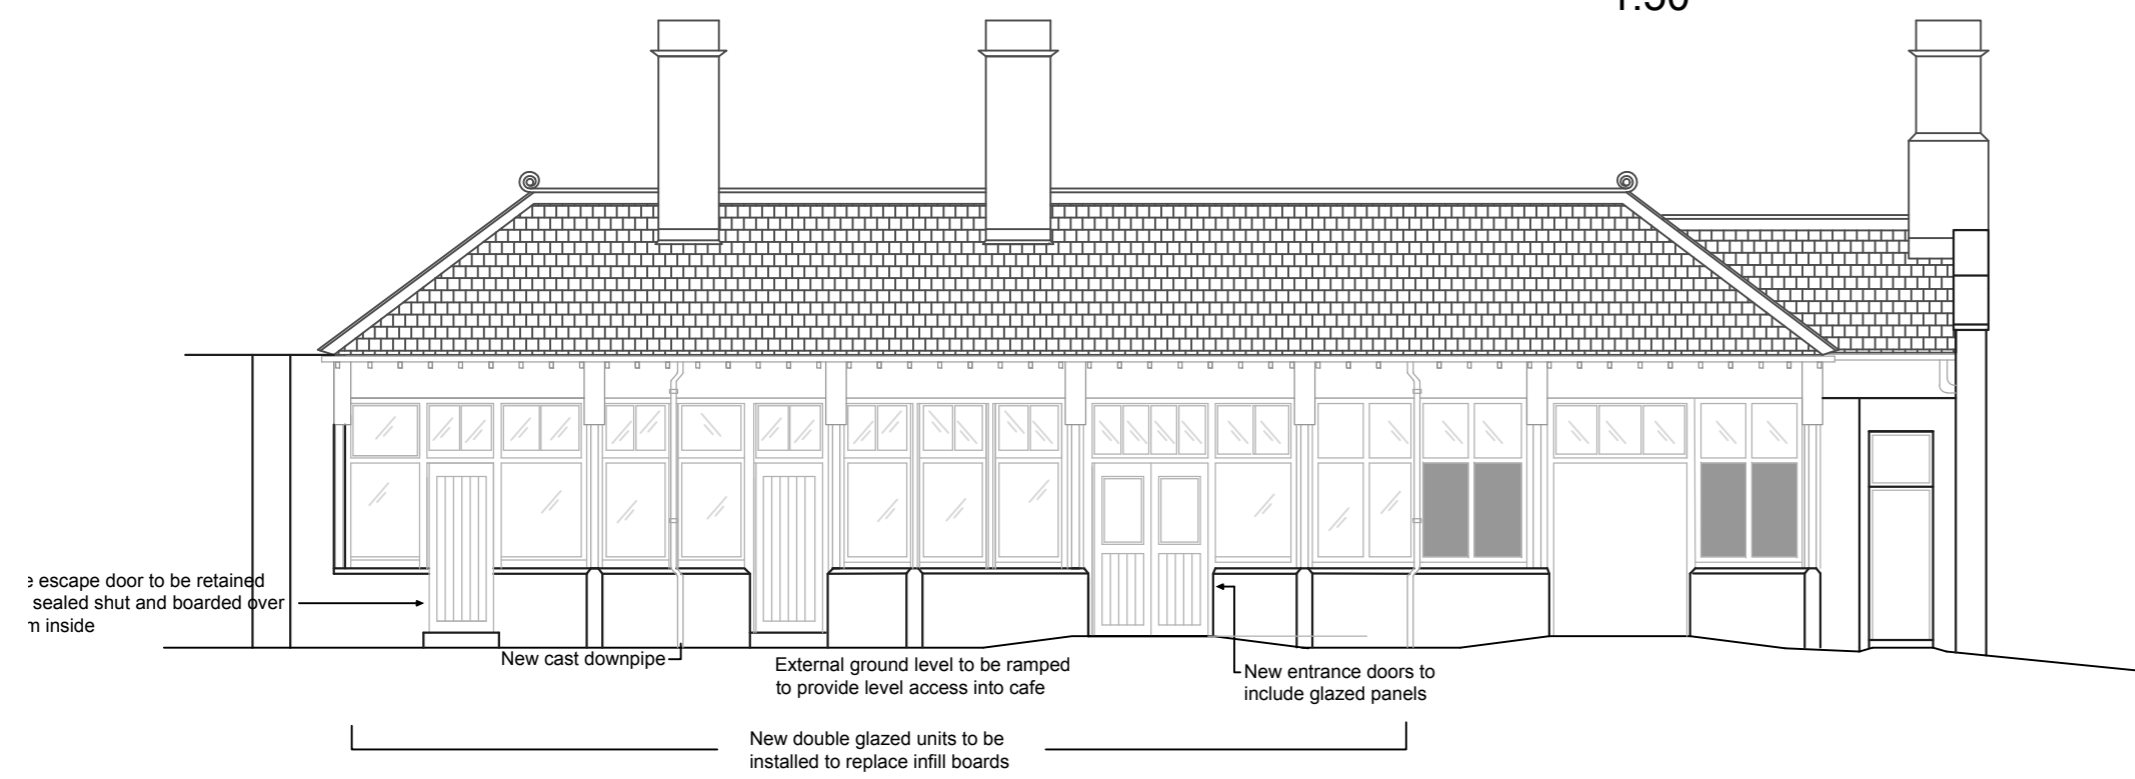 1:50
escape door to be retained
sealed shut and boarded over
inside
New cast downpipe
External ground level to be ramped
to provide level access into cafe
New entrance doors to
include glazed panels
New double glazed units to be
installed to replace infill boards